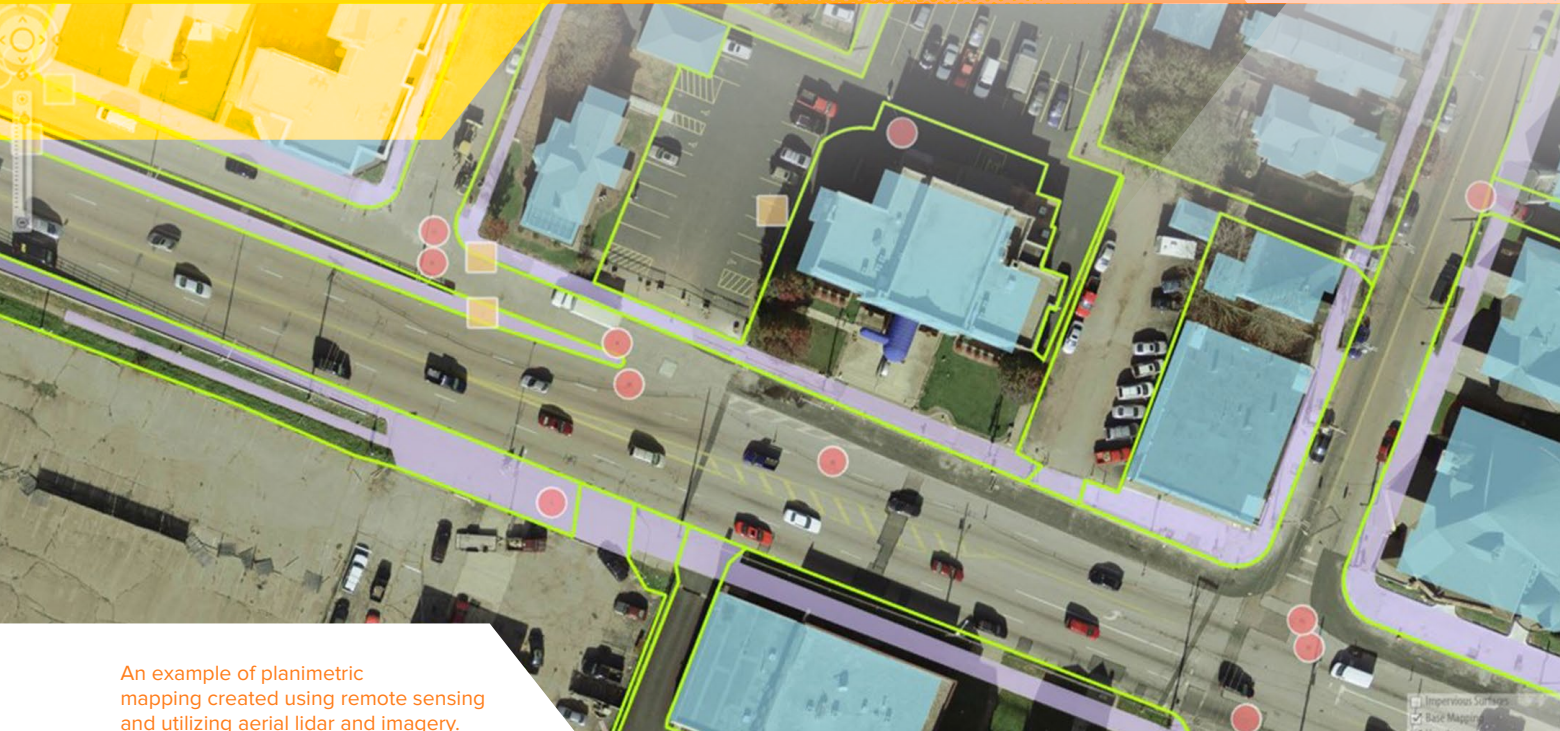 An example of planimetric
mapping created using remote sensing
and utilizing aerial lidar and imagery.
Impervious Surfaces
Base Mapping